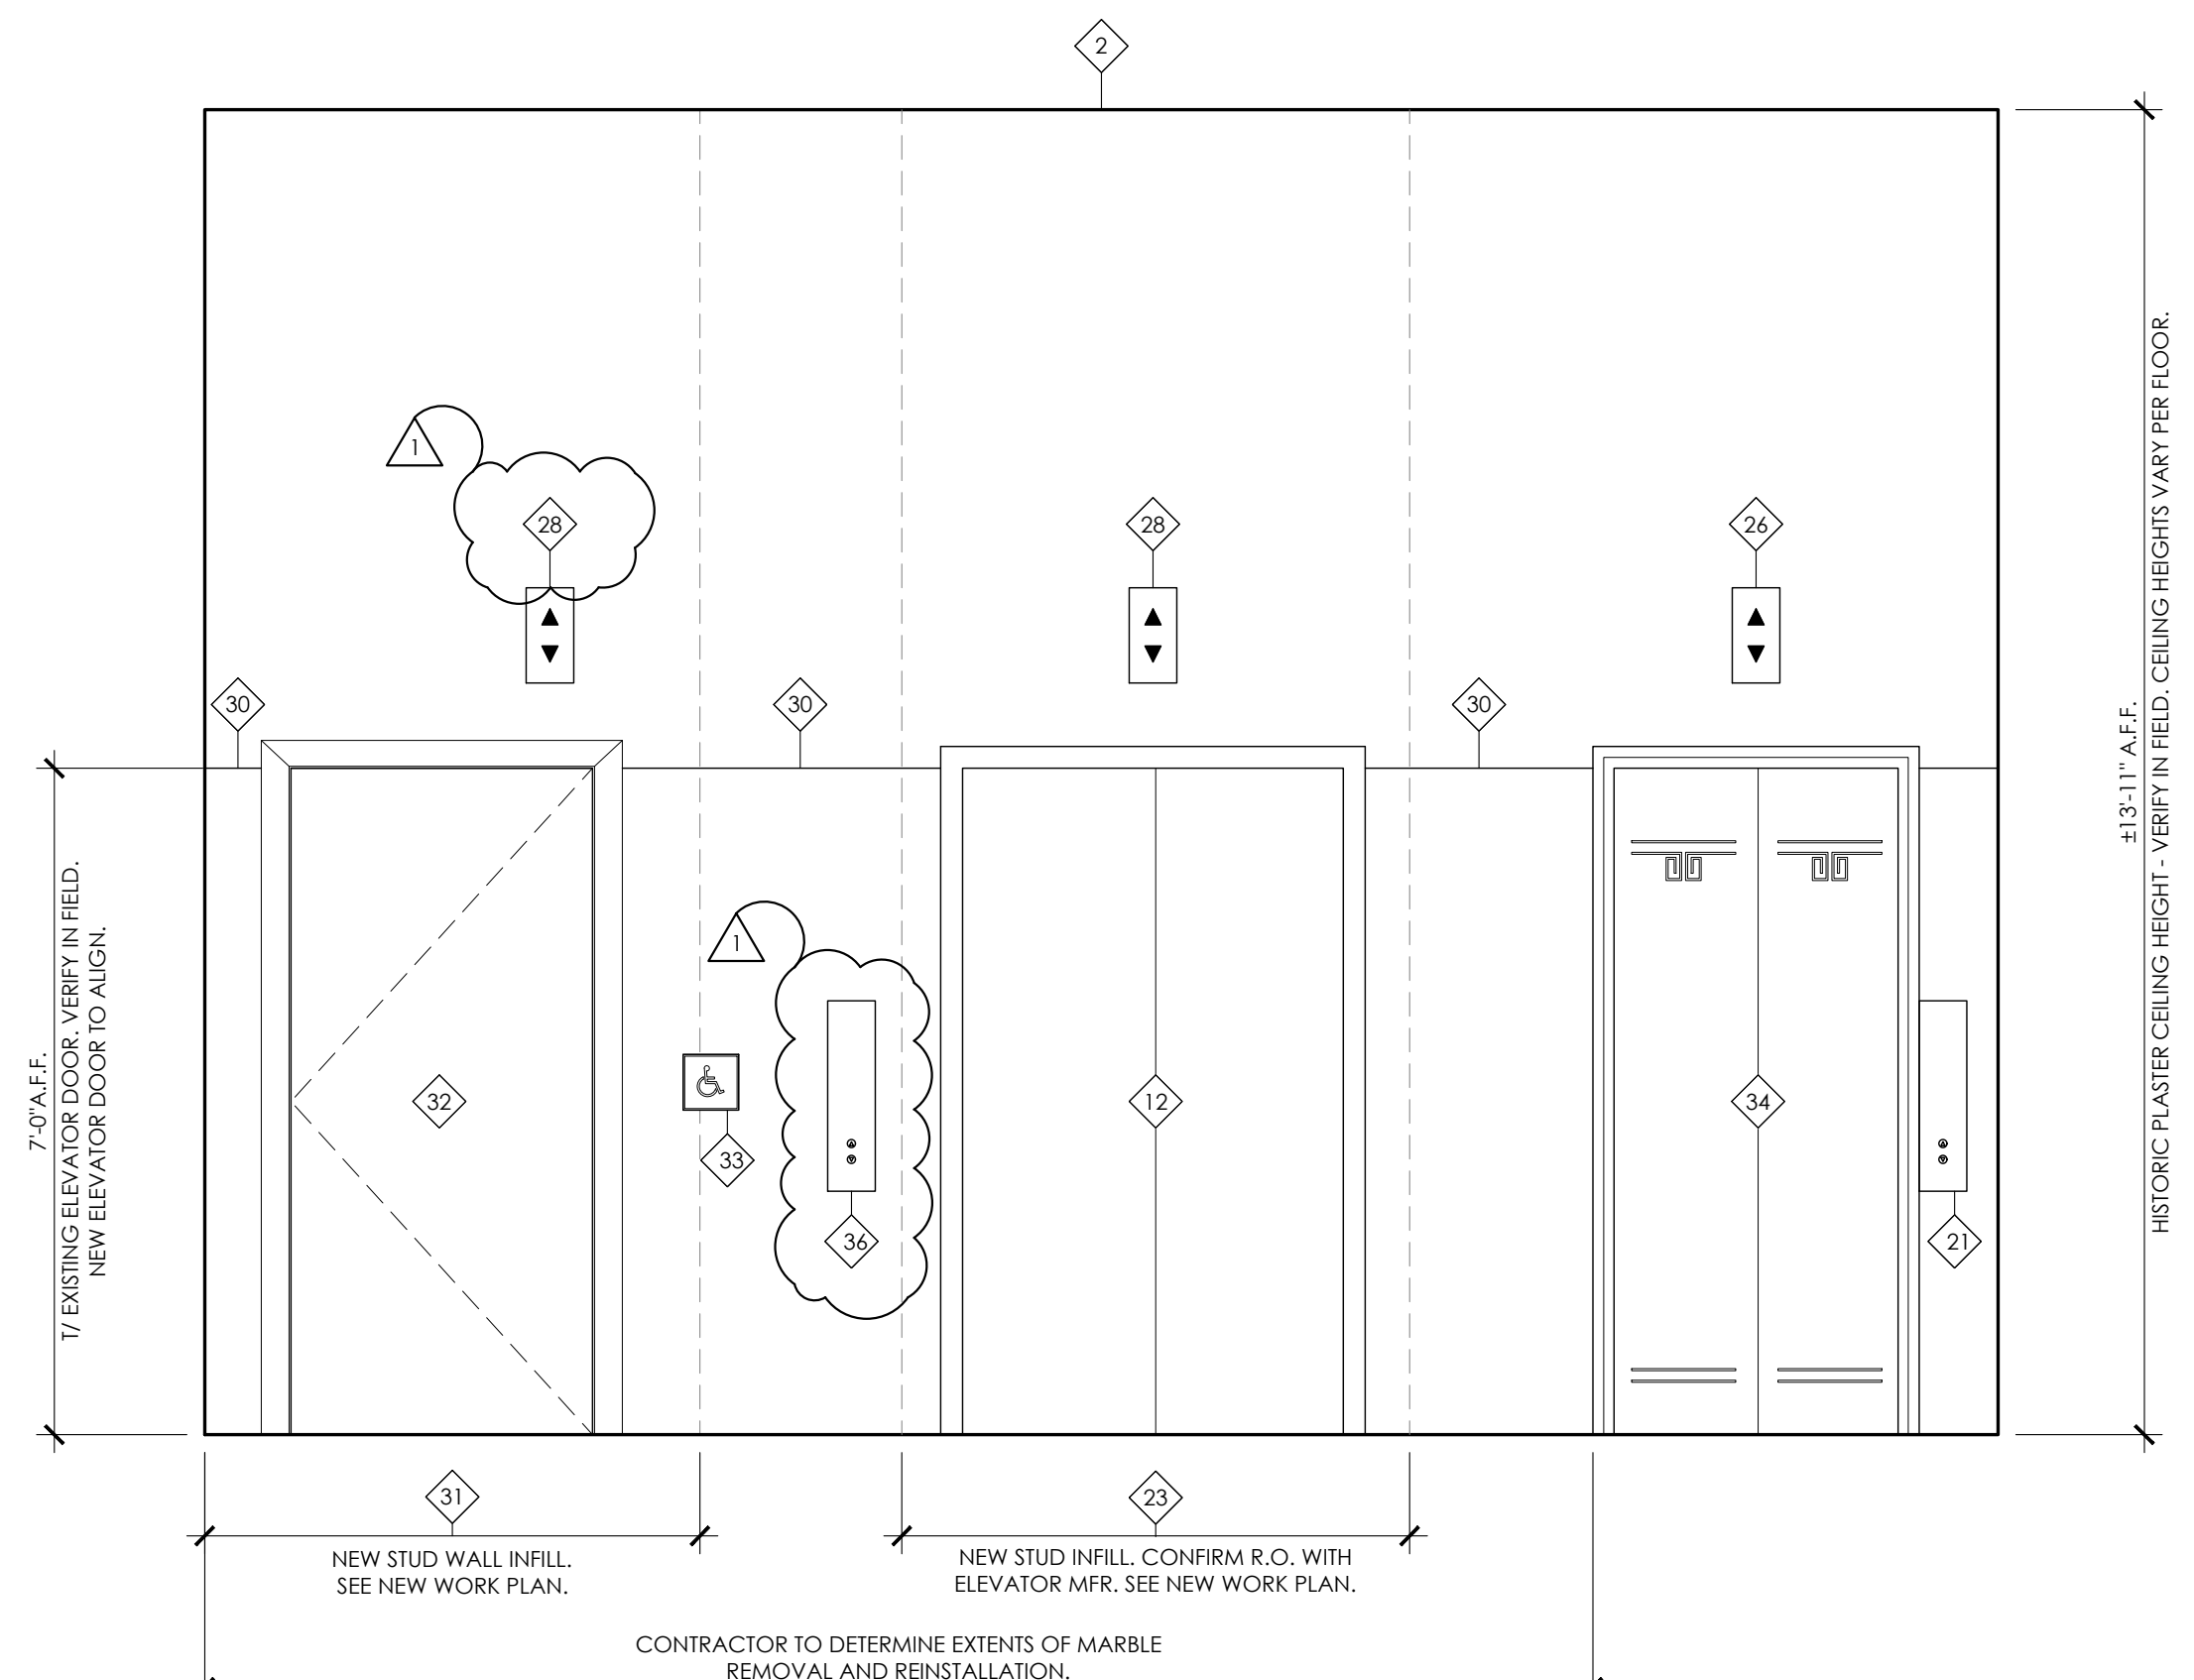 2
1
28
28
26
30
30
30
7'-0"A.F.F.
T/ EXISTING ELEVATOR DOOR. VERIFY IN FIELD.
NEW ELEVATOR DOOR TO ALIGN.
±13'-11" A.F.F.
HISTORIC PLASTER CEILING HEIGHT - VERIFY IN FIELD. CEILING HEIGHTS VARY PER FLOOR.
1
32
33
36
12
34
21
31
23
NEW STUD WALL INFILL.
SEE NEW WORK PLAN.
NEW STUD INFILL. CONFIRM R.O. WITH
ELEVATOR MFR. SEE NEW WORK PLAN.
CONTRACTOR TO DETERMINE EXTENTS OF MARBLE
REMOVAL AND REINSTALLATION.